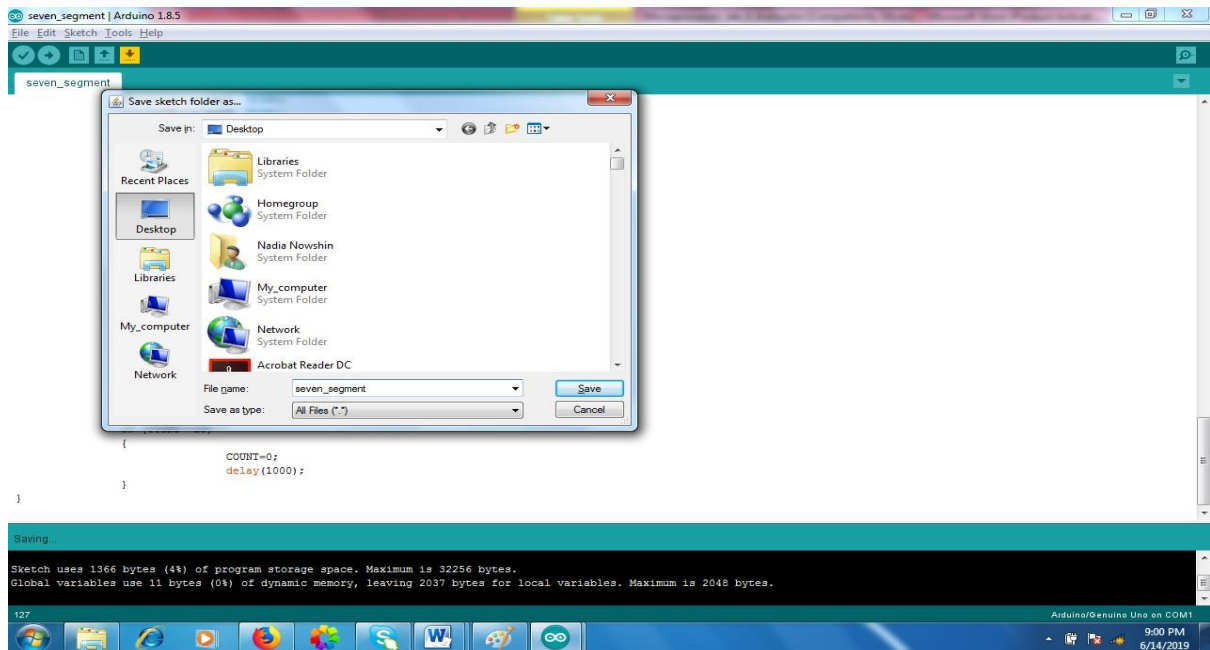 seven_segment | Arduino 1.8.5
File Edit Sketch Tools Help
seven_segment
Save sketch folder as...
Save in: Desktop
Recent Places
Desktop
Libraries
My_computer
Network
Libraries
System Folder
Homegroup
System Folder
Nadia Nowshin
System Folder
My_computer
System Folder
Network
System Folder
Acrobat Reader DC
File name: seven_segment
Save
Save as type: All Files (*.*)
Cancel
{
COUNT=0;
delay(1000);
}
}
Saving...
Sketch uses 1366 bytes (4%) of program storage space. Maximum is 32256 bytes.
Global variables use 11 bytes (0%) of dynamic memory, leaving 2037 bytes for local variables. Maximum is 2048 bytes.
127
Arduino/Genuino Uno on COM1
9:00 PM
6/14/2019